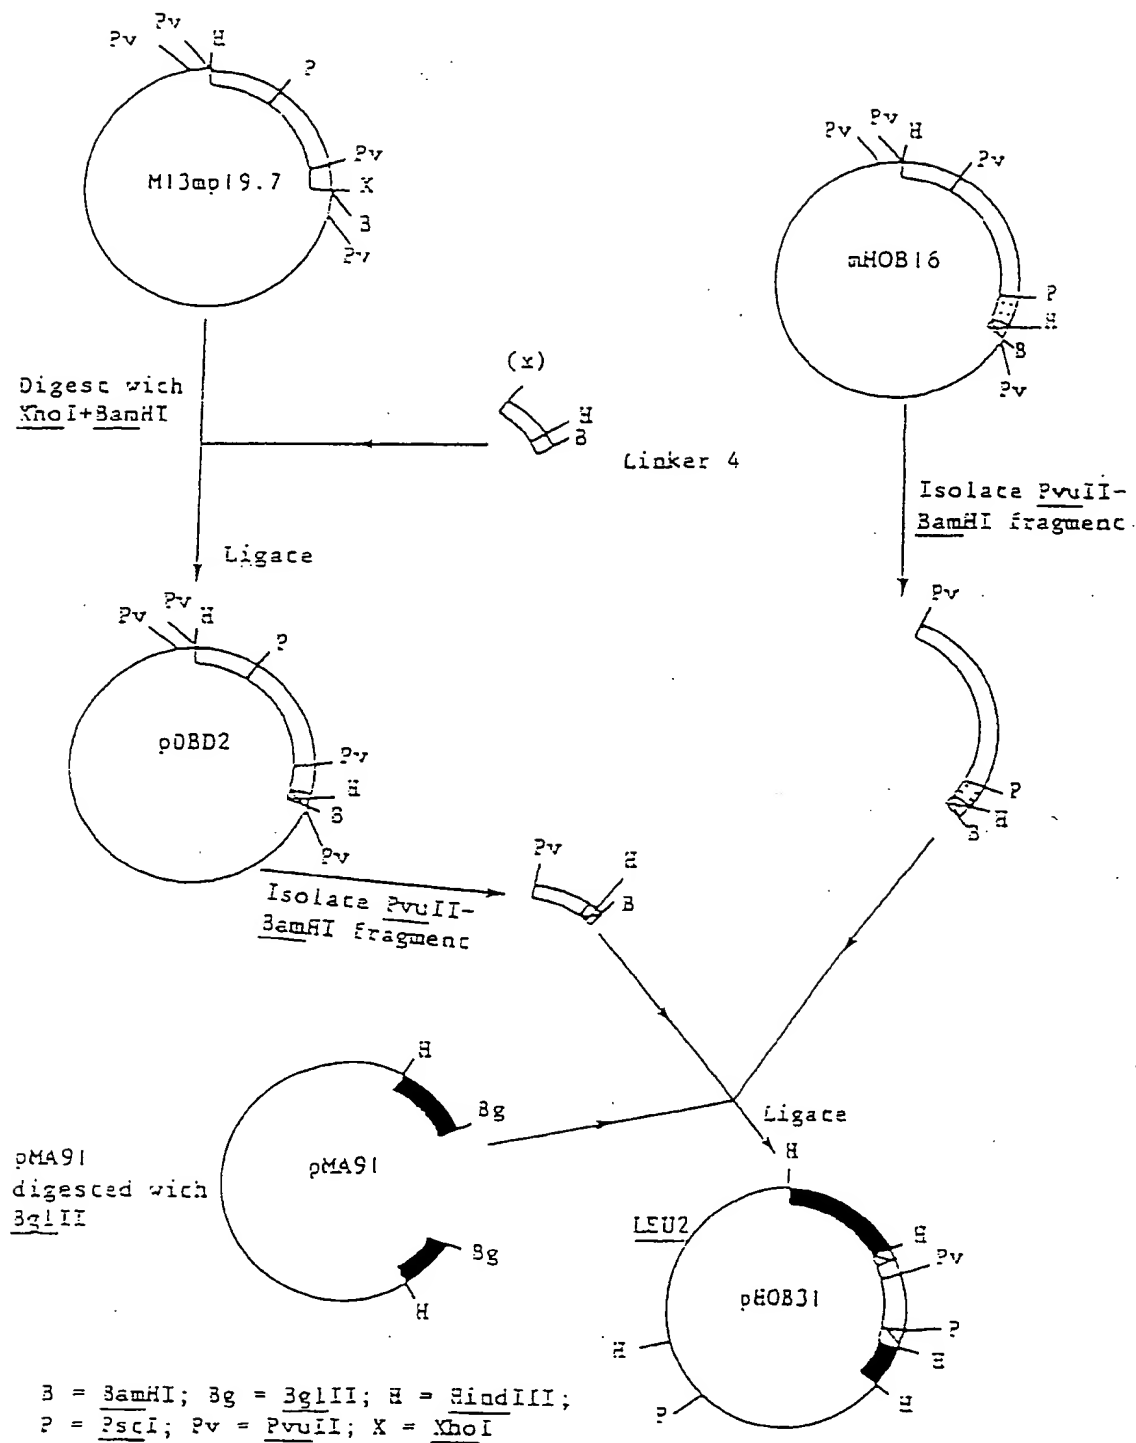 Pv
Pv
H
P
Pv
X
B
Pv
M13mp19.7
Pv
Pv
H
Pv
P
H
B
Pv
mHOB16
Digest with
XhoI+BamHI
(x)
H
B
Linker 4
Isolate PvuII-
BamHI fragment
Ligate
Pv
Pv
H
P
Pv
H
B
Pv
pDBD2
Pv
P
H
B
Isolate PvuII-
BamHI fragment
Pv
H
B
H
Bg
pMA91
Bg
H
pMA91
digested with
BglII
Ligate
H
LEU2
H
Pv
pHOB31
P
H
H
H
P
B = BamHI; Bg = BglII; H = HindIII;
P = PstI; Pv = PvuII; X = XhoI